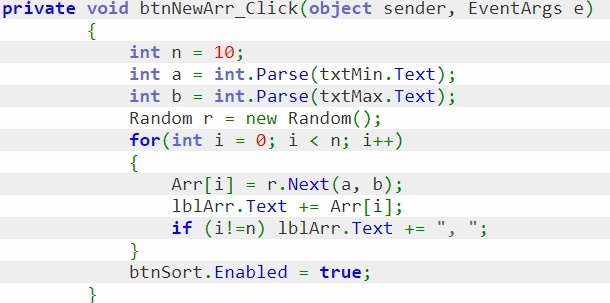 private void btnNewArr_Click(object sender, EventArgs e)
{
int n = 10;
int a = int.Parse(txtMin.Text);
int b = int.Parse(txtMax.Text);
Random r = new Random();
for(int i = 0; i < n; i++)
{
Arr[i] = r.Next(a, b);
lblArr.Text += Arr[i];
if (i!=n) lblArr.Text += ", ";
}
btnSort.Enabled = true;
}